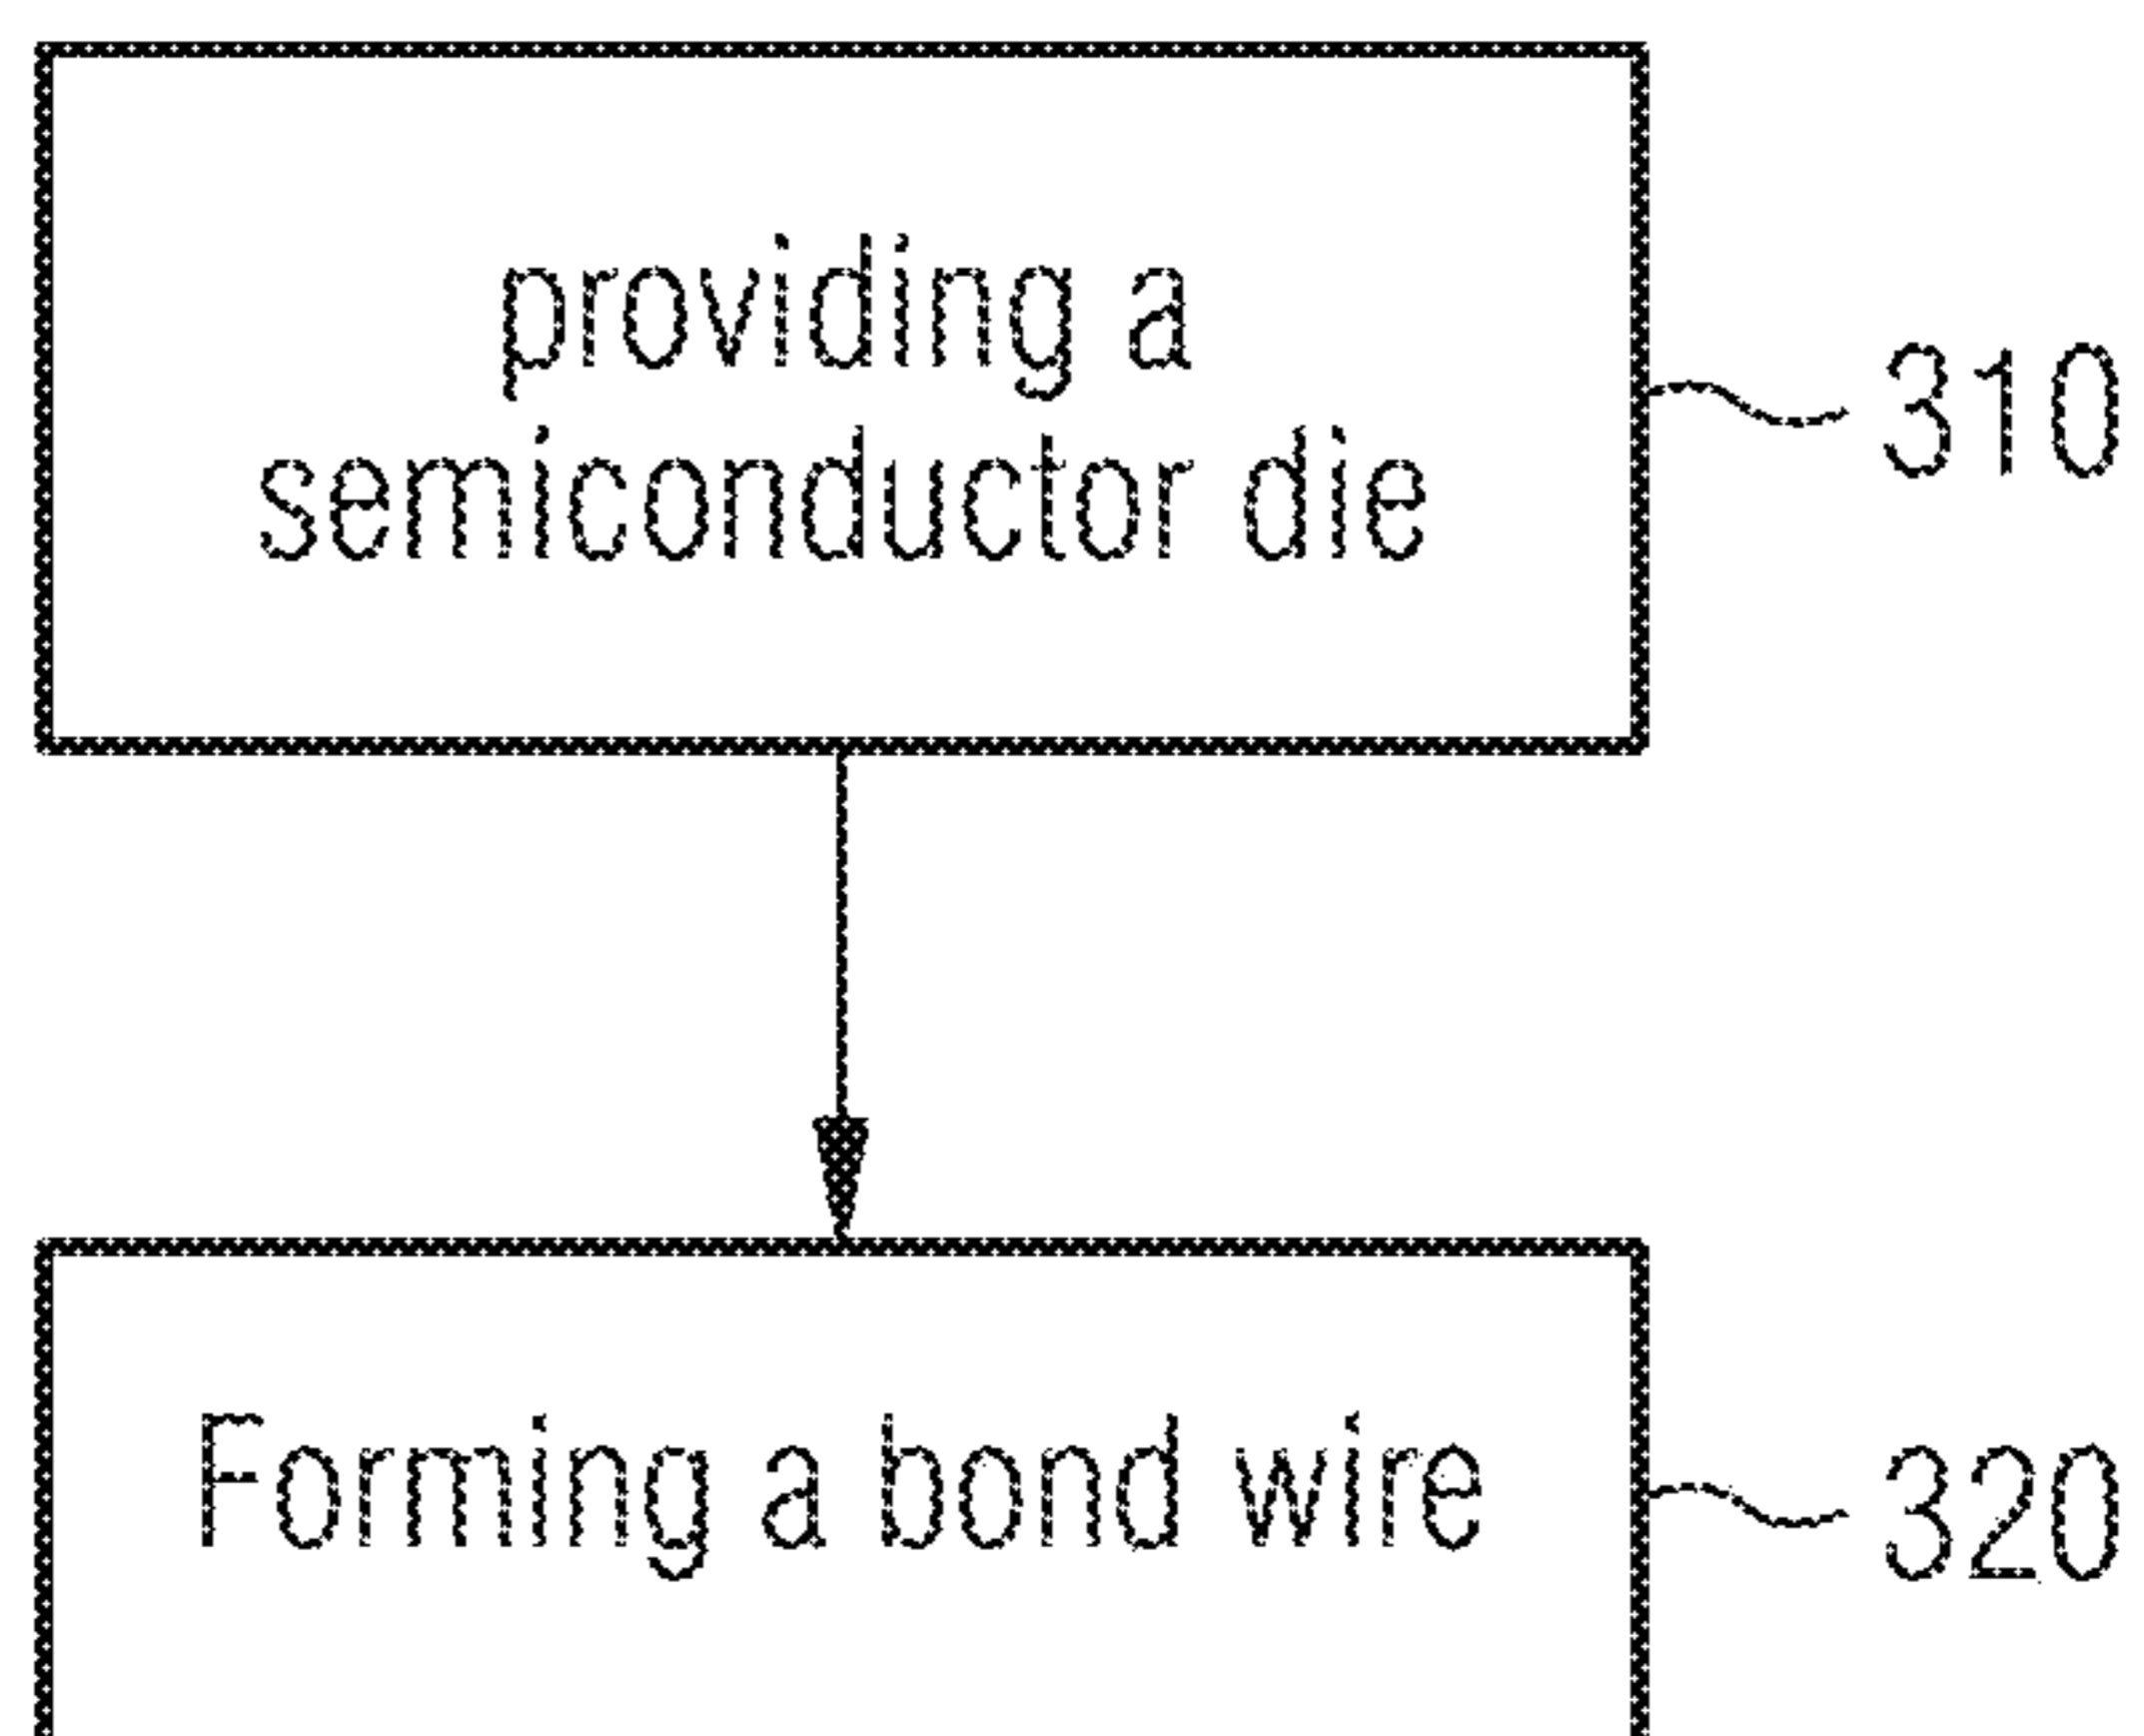 providing a
semiconductor die
310
Forming a bond wire
320